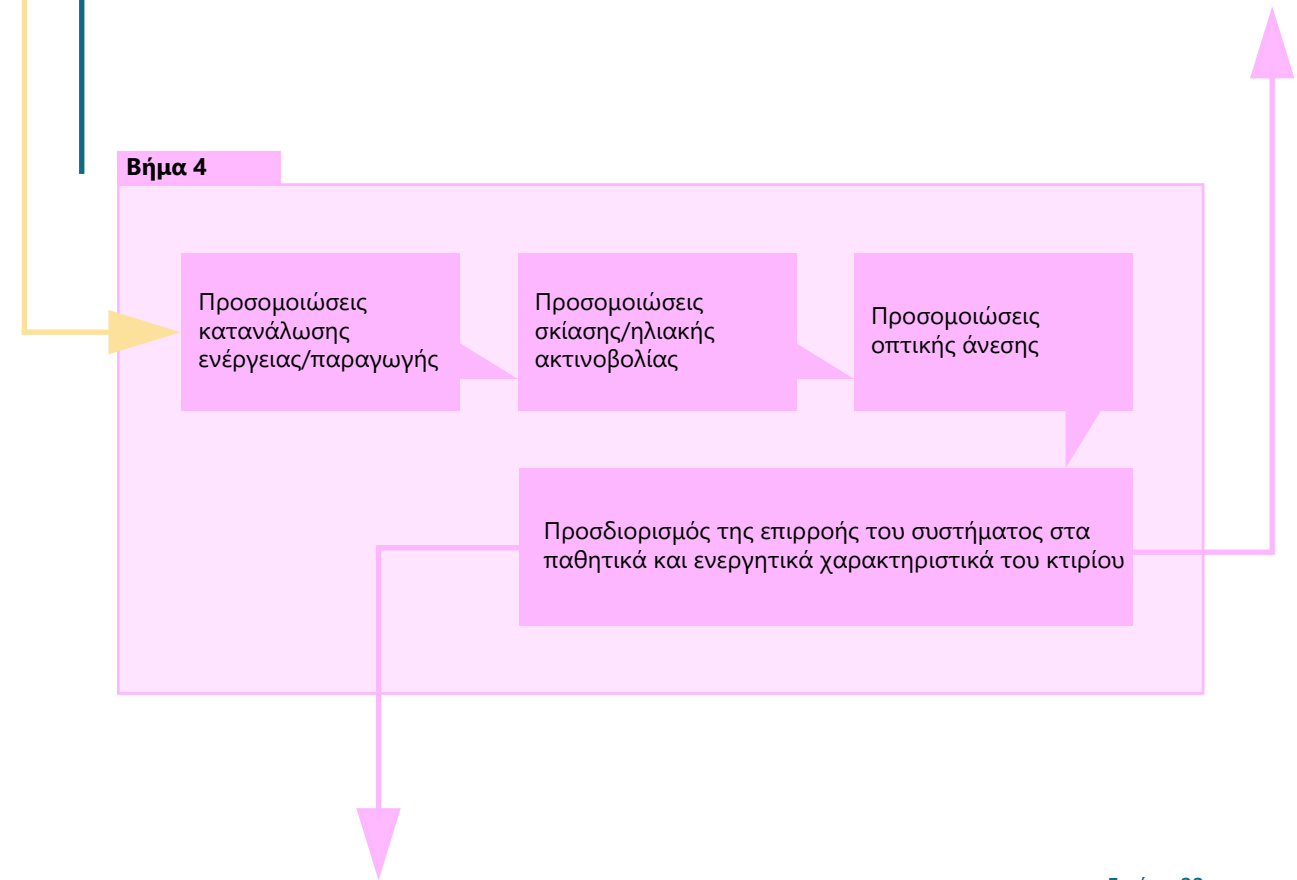 Βήμα 4
Προσομοιώσεις
κατανάλωσης
ενέργειας/παραγωγής
Προσομοιώσεις
σκίασης/ηλιακής
ακτινοβολίας
Προσομοιώσεις
οπτικής άνεσης
Προσδιορισμός της επιρροής του συστήματος στα
παθητικά και ενεργητικά χαρακτηριστικά του κτιρίου